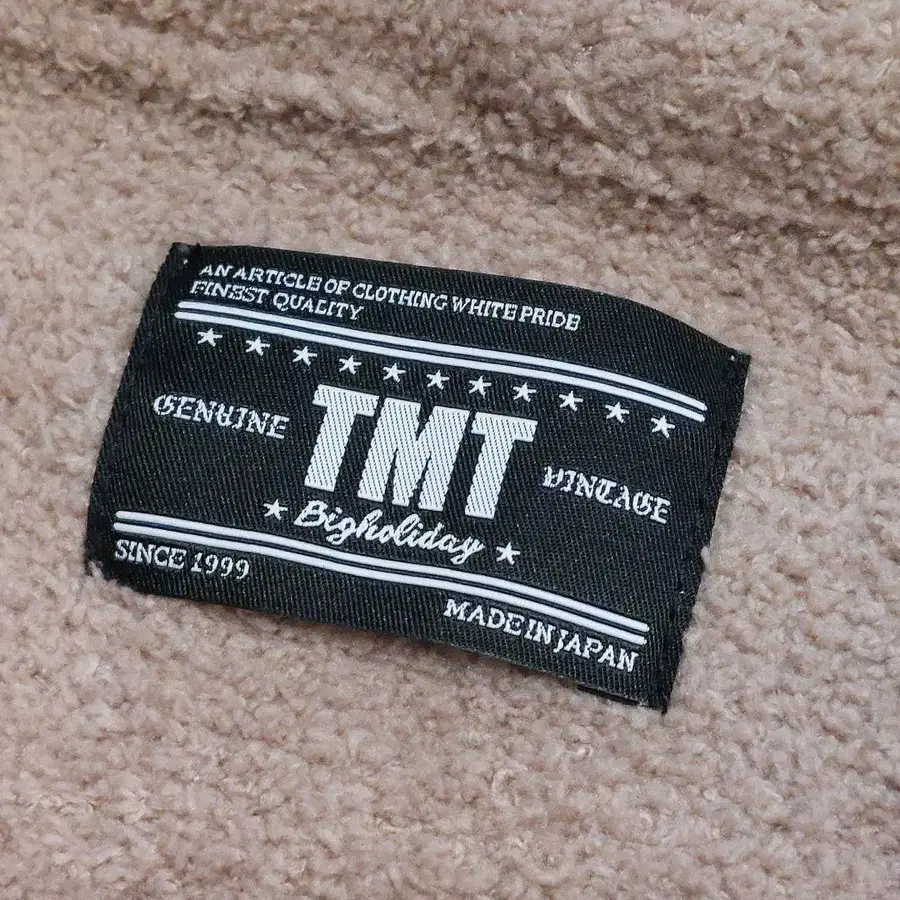 AN ARTICLE OF CLOTHING WHITE PRIDE
FINEST QUALITY
GENUINE
TMT
VINTAGE
Bigholiday
SINCE 1999
MADE IN JAPAN